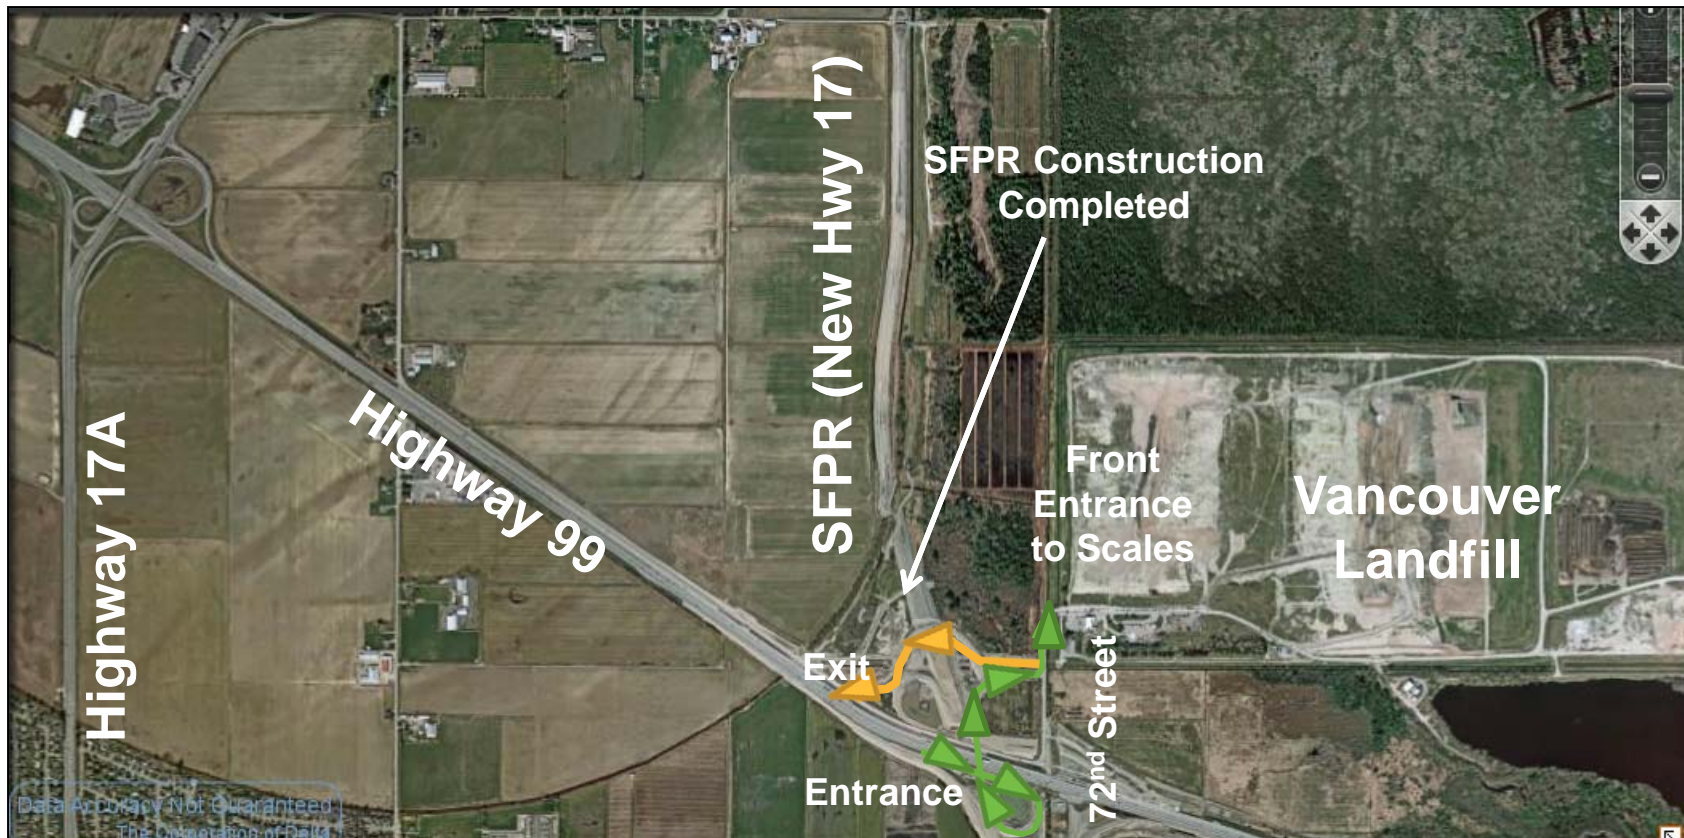 SFPR Construction
Completed
SFPR (New Hwy 17)
Highway 17A
Highway 99
Front
Entrance
to Scales
Vancouver
Landfill
Exit
72nd Street
Entrance
Data Accuracy Not Guaranteed
The Corporation of Delta